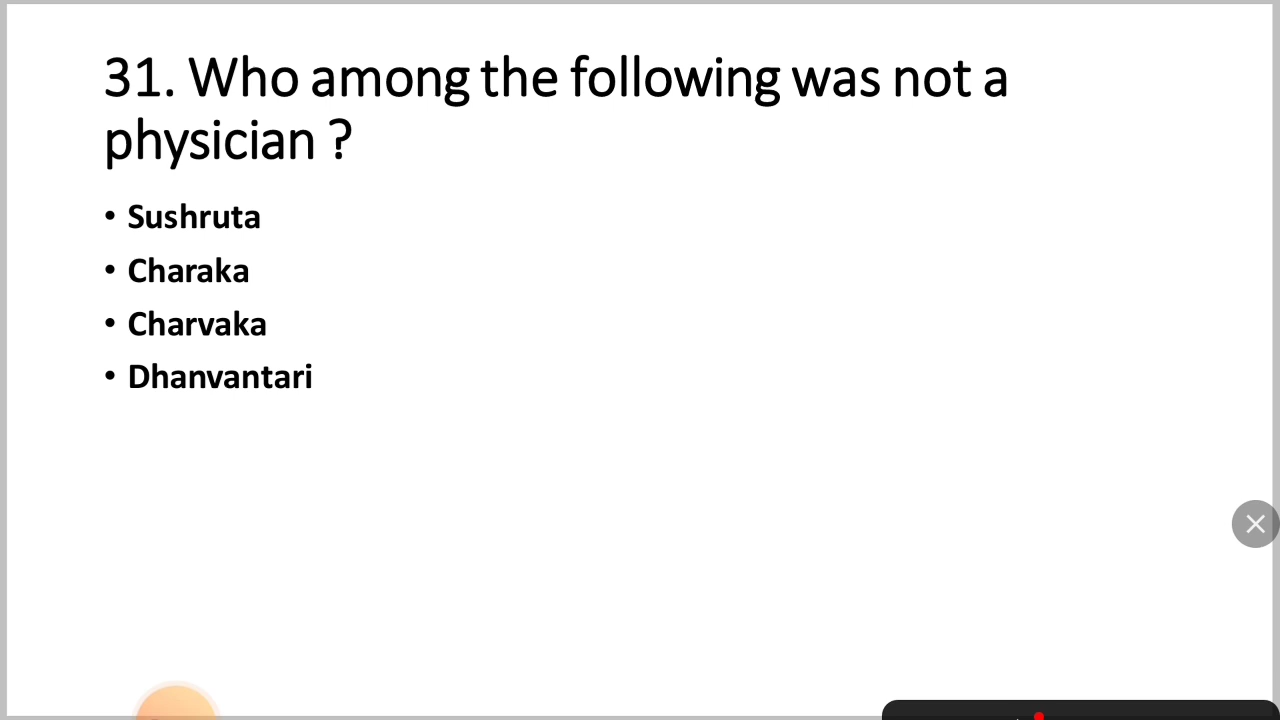 31. Who among the following was not a
physician ?
• Sushruta
• Charaka
• Charvaka
• Dhanvantari